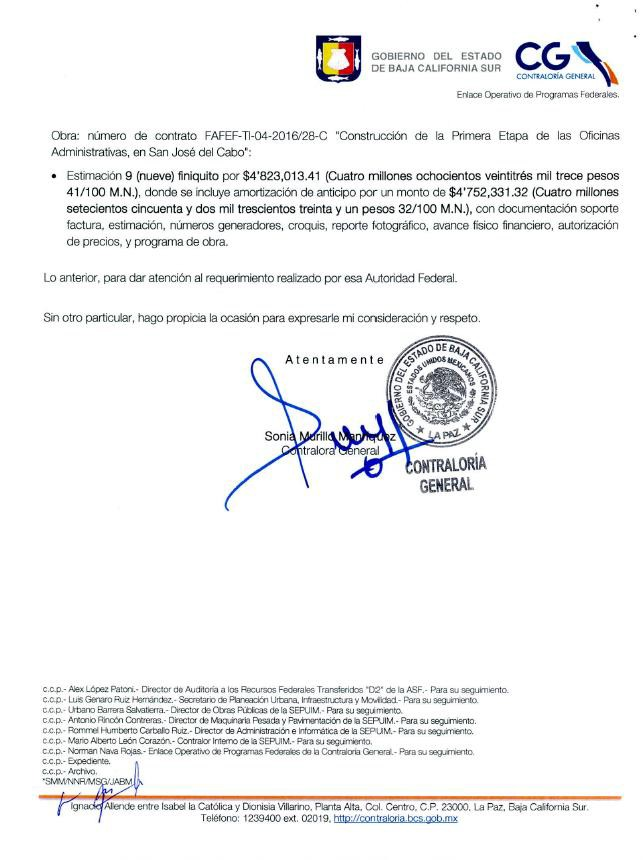 GOBIERNO DEL ESTADO
DE BAJA CALIFORNIA SUR
CG
CONTRALORÍA GENERAL
Enlace Operativo de Programas Federales.
Obra: número de contrato FAFEF-TI-04-2016/28-C "Construcción de la Primera Etapa de las Oficinas
Administrativas, en San José del Cabo":
• Estimación 9 (nueve) finiquito por $4'823,013.41 (Cuatro millones ochocientos veintitrés mil trece pesos
41/100 M.N.), donde se incluye amortización de anticipo por un monto de $4'752,331.32 (Cuatro millones
setecientos cincuenta y dos mil trescientos treinta y un pesos 32/100 M.N.), con documentación soporte
factura, estimación, números generadores, croquis, reporte fotográfico, avance físico financiero, autorización
de precios, y programa de obra.
Lo anterior, para dar atención al requerimiento realizado por esa Autoridad Federal.
Sin otro particular, hago propicia la ocasión para expresarle mi consideración y respeto.
Atentamente
GOBIERNO DEL ESTADO DE BAJA CALIFORNIA SUR
ESTADOS UNIDOS MEXICANOS
LA PAZ
Sonia Murillo Manríquez
Contralora General
CONTRALORÍA
GENERAL
c.c.p.- Alex López Patoni.- Director de Auditoría a los Recursos Federales Transferidos "D2" de la ASF.- Para su seguimiento.
c.c.p.- Luis Genaro Ruiz Hernández.- Secretario de Planeación Urbana, Infraestructura y Movilidad.- Para su seguimiento.
c.c.p.- Urbano Barrera Salvatierra.- Director de Obras Públicas de la SEPUIM.- Para su seguimiento.
c.c.p.- Antonio Rincón Contreras.- Director de Maquinaria Pesada y Pavimentación de la SEPUIM.- Para su seguimiento.
c.c.p.- Rommel Humberto Carballo Ruiz.- Director de Administración e Informática de la SEPUIM.- Para su seguimiento.
c.c.p.- Mario Alberto León Corazón.- Contralor Interno de la SEPUIM.- Para su seguimiento.
c.c.p.- Norman Nava Rojas.- Enlace Operativo de Programas Federales de la Contraloría General.- Para su seguimiento.
c.c.p.- Expediente.
c.c.p.- Archivo.
*SMM/NNR/MSG/JABM
Ignacio Allende entre Isabel la Católica y Dionisia Villarino, Planta Alta, Col. Centro, C.P. 23000, La Paz, Baja California Sur.
Teléfono: 1239400 ext. 02019, http://contraloria.bcs.gob.mx